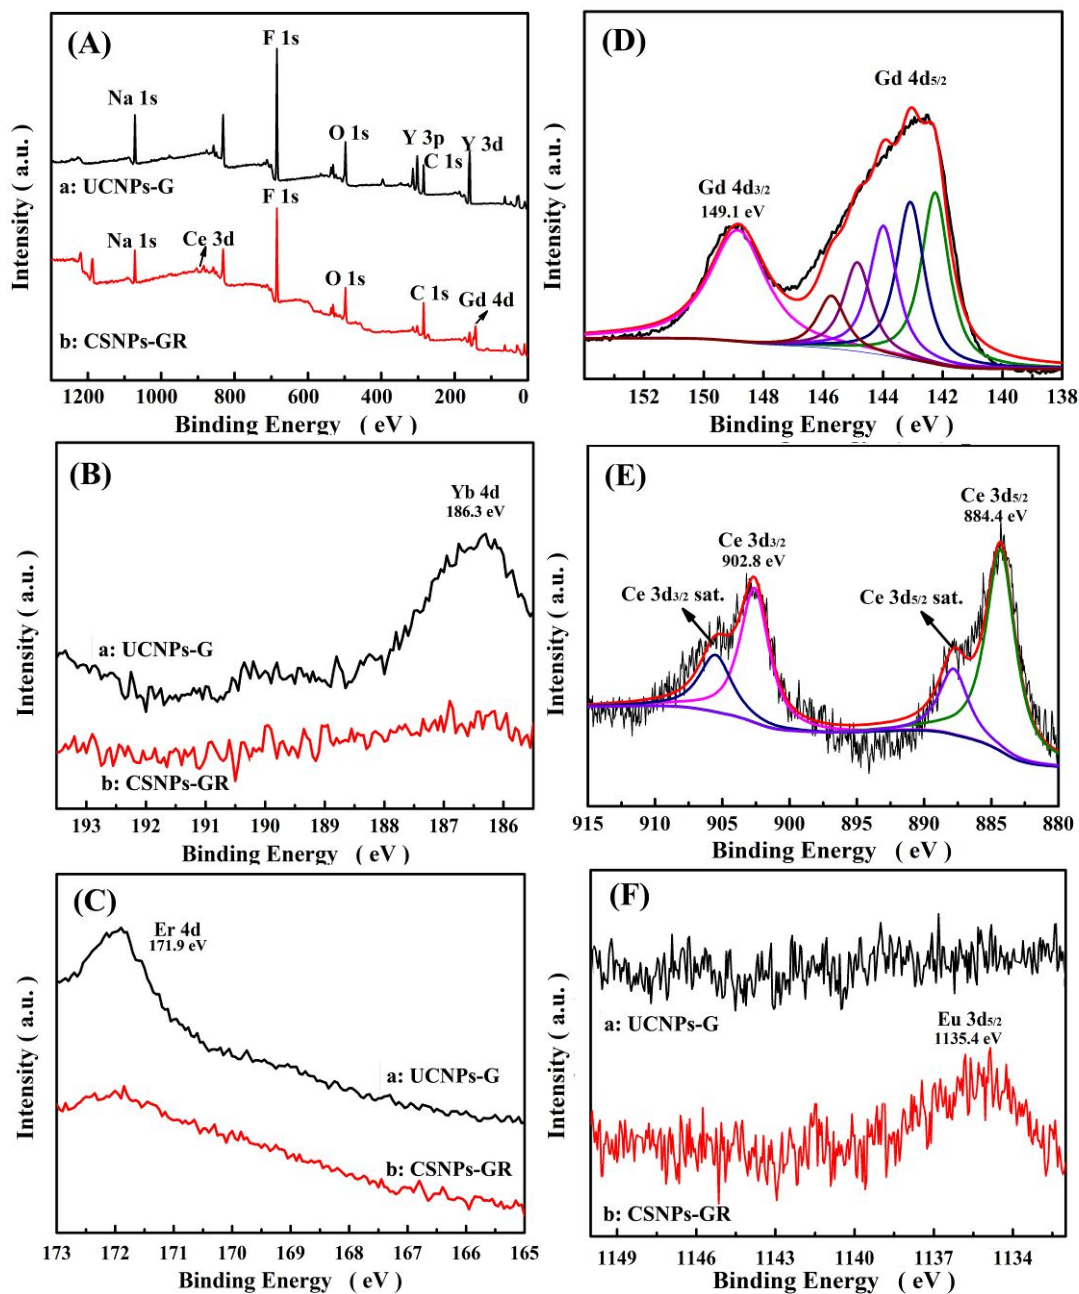 (A)
F 1s
Na 1s
O 1s
Y 3p
C 1s
Y 3d
a: UCNPs-G
F 1s
Na 1s
Ce 3d
O 1s
C 1s
Gd 4d
b: CSNPs-GR
1200 1000 800 600 400 200 0
Binding Energy ( eV )
Intensity ( a.u. )
(D)
Gd 4d5/2
Gd 4d3/2
149.1 eV
152 150 148 146 144 142 140 138
Binding Energy ( eV )
Intensity ( a.u. )
(B)
Yb 4d
186.3 eV
a: UCNPs-G
b: CSNPs-GR
193 192 191 190 189 188 187 186
Binding Energy ( eV )
Intensity ( a.u. )
(E)
Ce 3d5/2
884.4 eV
Ce 3d3/2
902.8 eV
Ce 3d3/2 sat.
Ce 3d5/2 sat.
915 910 905 900 895 890 885 880
Binding Energy ( eV )
Intensity ( a.u. )
(C)
Er 4d
171.9 eV
a: UCNPs-G
b: CSNPs-GR
173 172 171 170 169 168 167 166 165
Binding Energy ( eV )
Intensity ( a.u. )
(F)
a: UCNPs-G
Eu 3d5/2
1135.4 eV
b: CSNPs-GR
1149 1146 1143 1140 1137 1134
Binding Energy ( eV )
Intensity ( a.u. )